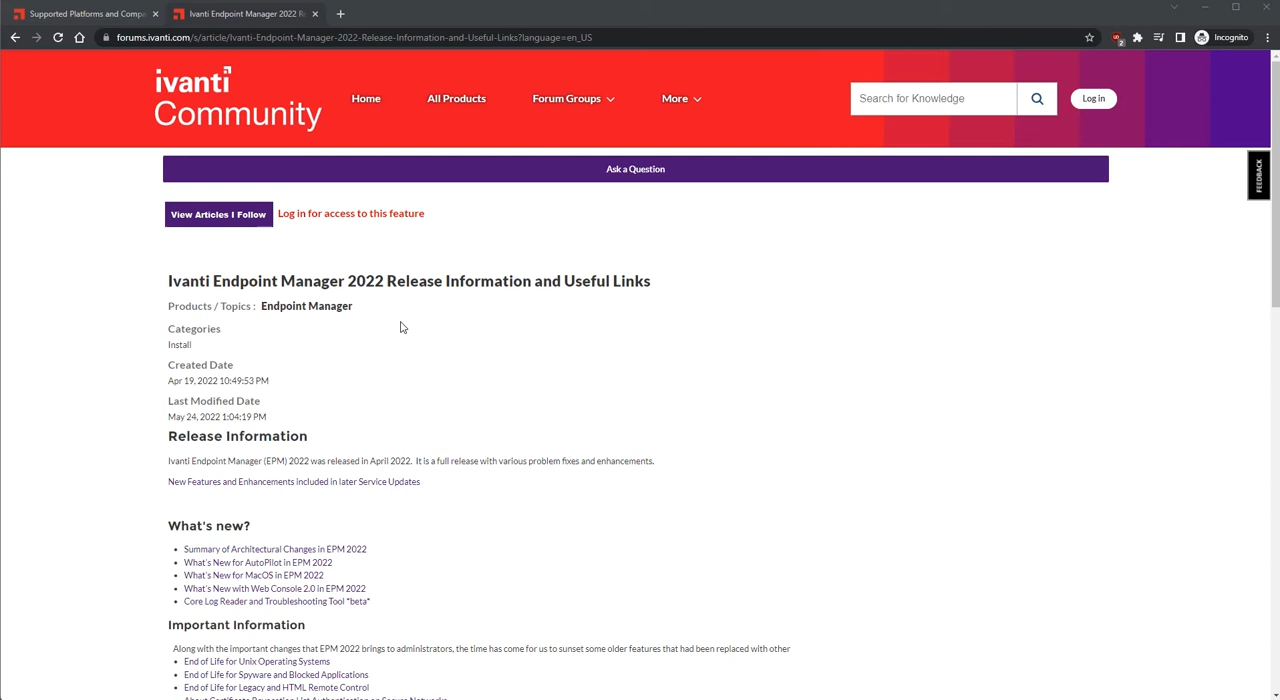 Supported Platforms and Compa
Ivanti Endpoint Manager 2022 Re
forums.ivanti.com/s/article/Ivanti-Endpoint-Manager-2022-Release-Information-and-Useful-Links?language=en_US
2
Incognito
ivanti
Community
Home
All Products
Forum Groups
More
Search for Knowledge
Log in
Ask a Question
FEEDBACK
View Articles I Follow
Log in for access to this feature
Ivanti Endpoint Manager 2022 Release Information and Useful Links
Products / Topics : Endpoint Manager
Categories
Install
Created Date
Apr 19, 2022 10:49:53 PM
Last Modified Date
May 24, 2022 1:04:19 PM
Release Information
Ivanti Endpoint Manager (EPM) 2022 was released in April 2022. It is a full release with various problem fixes and enhancements.
New Features and Enhancements included in later Service Updates
What's new?
Summary of Architectural Changes in EPM 2022
What's New for AutoPilot in EPM 2022
What's New for MacOS in EPM 2022
What's New with Web Console 2.0 in EPM 2022
Core Log Reader and Troubleshooting Tool *beta*
Important Information
Along with the important changes that EPM 2022 brings to administrators, the time has come for us to sunset some older features that had been replaced with other
End of Life for Unix Operating Systems
End of Life for Spyware and Blocked Applications
End of Life for Legacy and HTML Remote Control
About Certificate Revocation List Authentication on Secure Networks